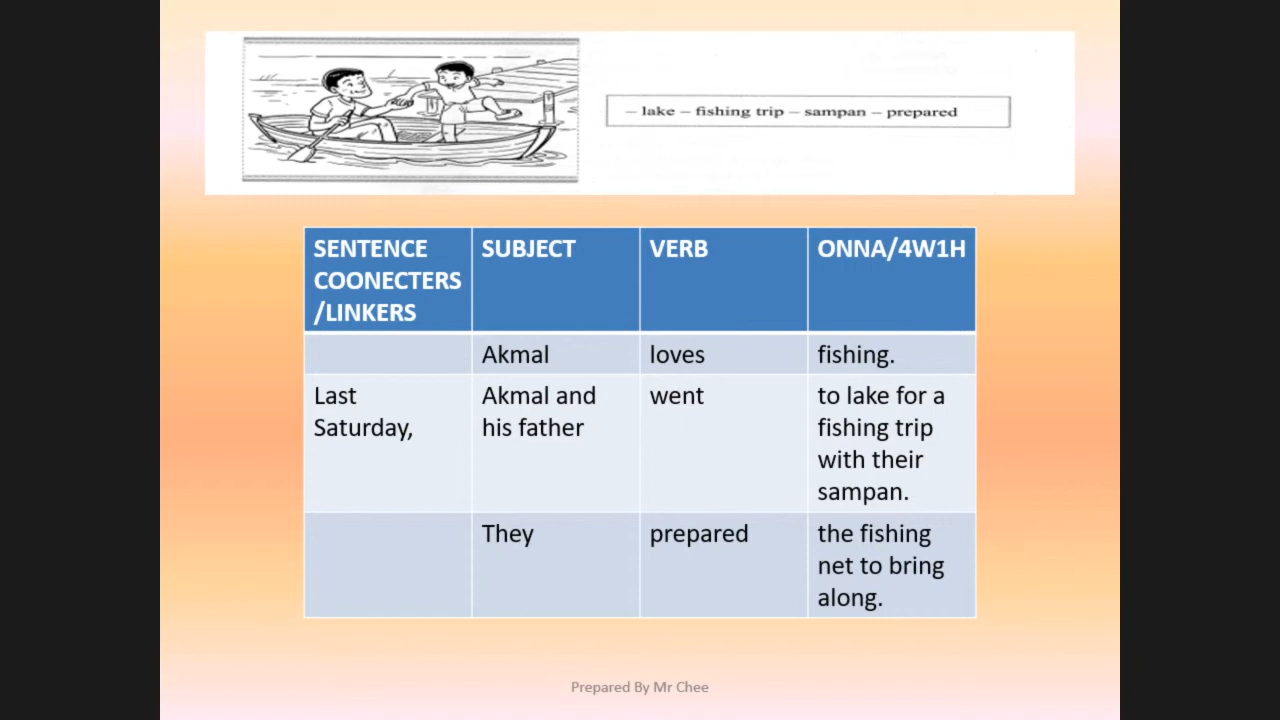 – lake – fishing trip – sampan – prepared
SENTENCE
COONECTERS
/LINKERS
SUBJECT
VERB
ONNA/4W1H
Akmal
loves
fishing.
Last
Saturday,
Akmal and
his father
went
to lake for a
fishing trip
with their
sampan.
They
prepared
the fishing
net to bring
along.
Prepared By Mr Chee